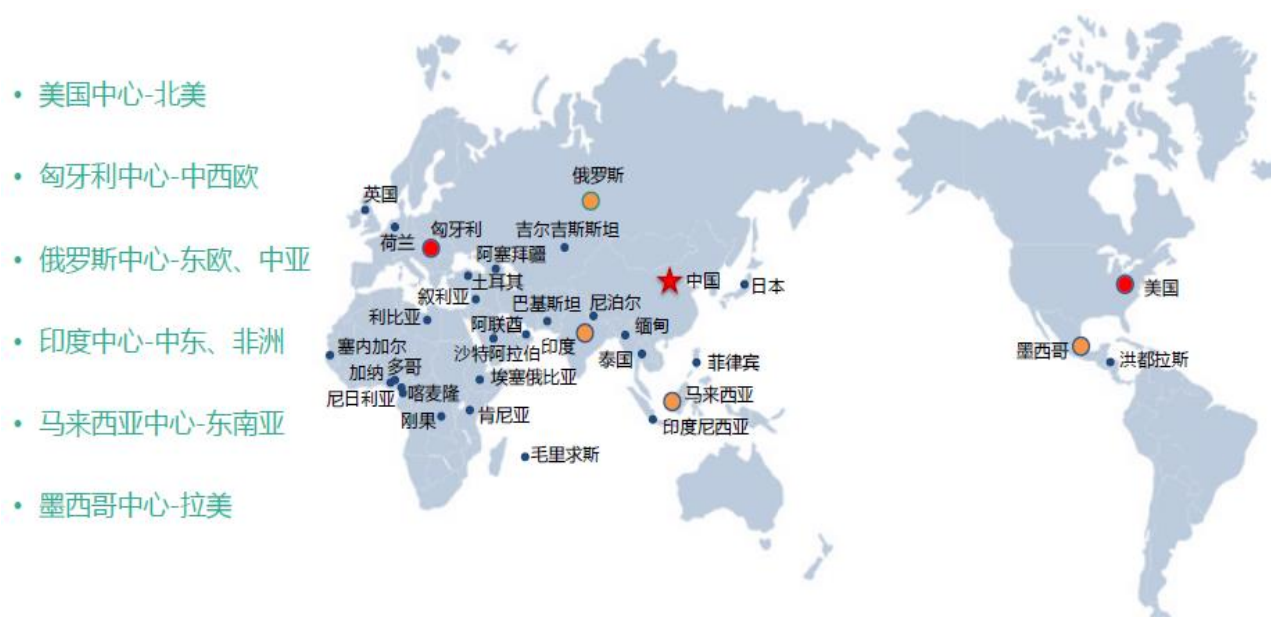 • 美国中心-北美
• 匈牙利中心-中西欧
• 俄罗斯中心-东欧、中亚
• 印度中心-中东、非洲
• 马来西亚中心-东南亚
• 墨西哥中心-拉美
俄罗斯
英国
荷兰
匈牙利
吉尔吉斯斯坦
阿塞拜疆
土耳其
中国
日本
美国
叙利亚
巴基斯坦
尼泊尔
利比亚
阿联酋
缅甸
塞内加尔
沙特阿拉伯
印度
泰国
菲律宾
墨西哥
洪都拉斯
加纳
多哥
埃塞俄比亚
尼日利亚
喀麦隆
马来西亚
刚果
肯尼亚
印度尼西亚
毛里求斯